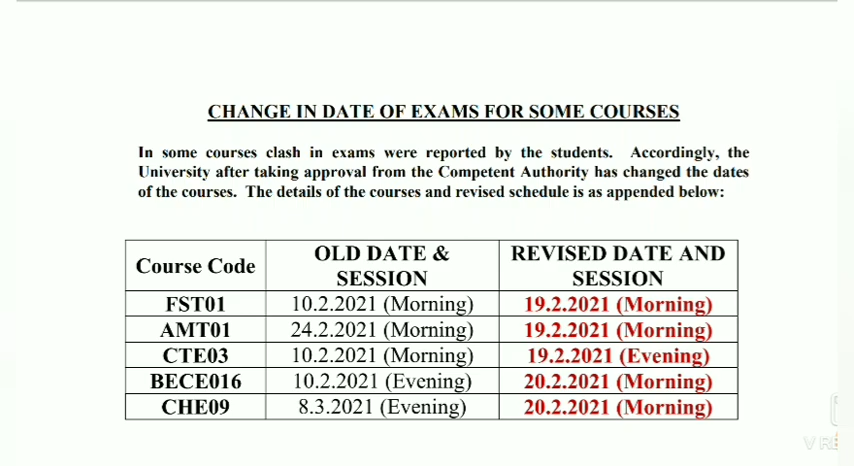 CHANGE IN DATE OF EXAMS FOR SOME COURSES
In some courses clash in exams were reported by the students. Accordingly, the
University after taking approval from the Competent Authority has changed the dates
of the courses. The details of the courses and revised schedule is as appended below:
Course Code OLD DATE & SESSION REVISED DATE AND SESSION
FST01 10.2.2021 (Morning) 19.2.2021 (Morning)
AMT01 24.2.2021 (Morning) 19.2.2021 (Morning)
CTE03 10.2.2021 (Morning) 19.2.2021 (Evening)
BECE016 10.2.2021 (Evening) 20.2.2021 (Morning)
CHE09 8.3.2021 (Evening) 20.2.2021 (Morning)